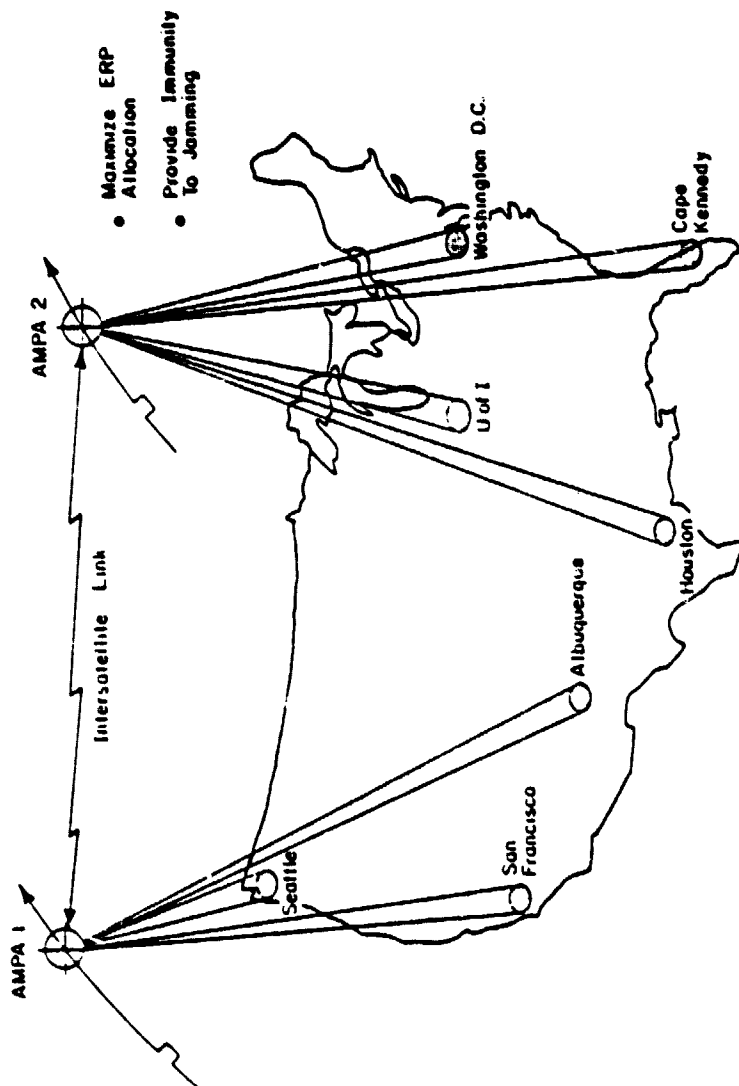 AMPA 1
AMPA 2
Intersatellite Link
• Maximize ERP
Allocation
• Provide Immunity
To Jamming
Seattle
San
Francisco
Albuquerque
Houston
U of I
Washington D.C.
Cape
Kennedy